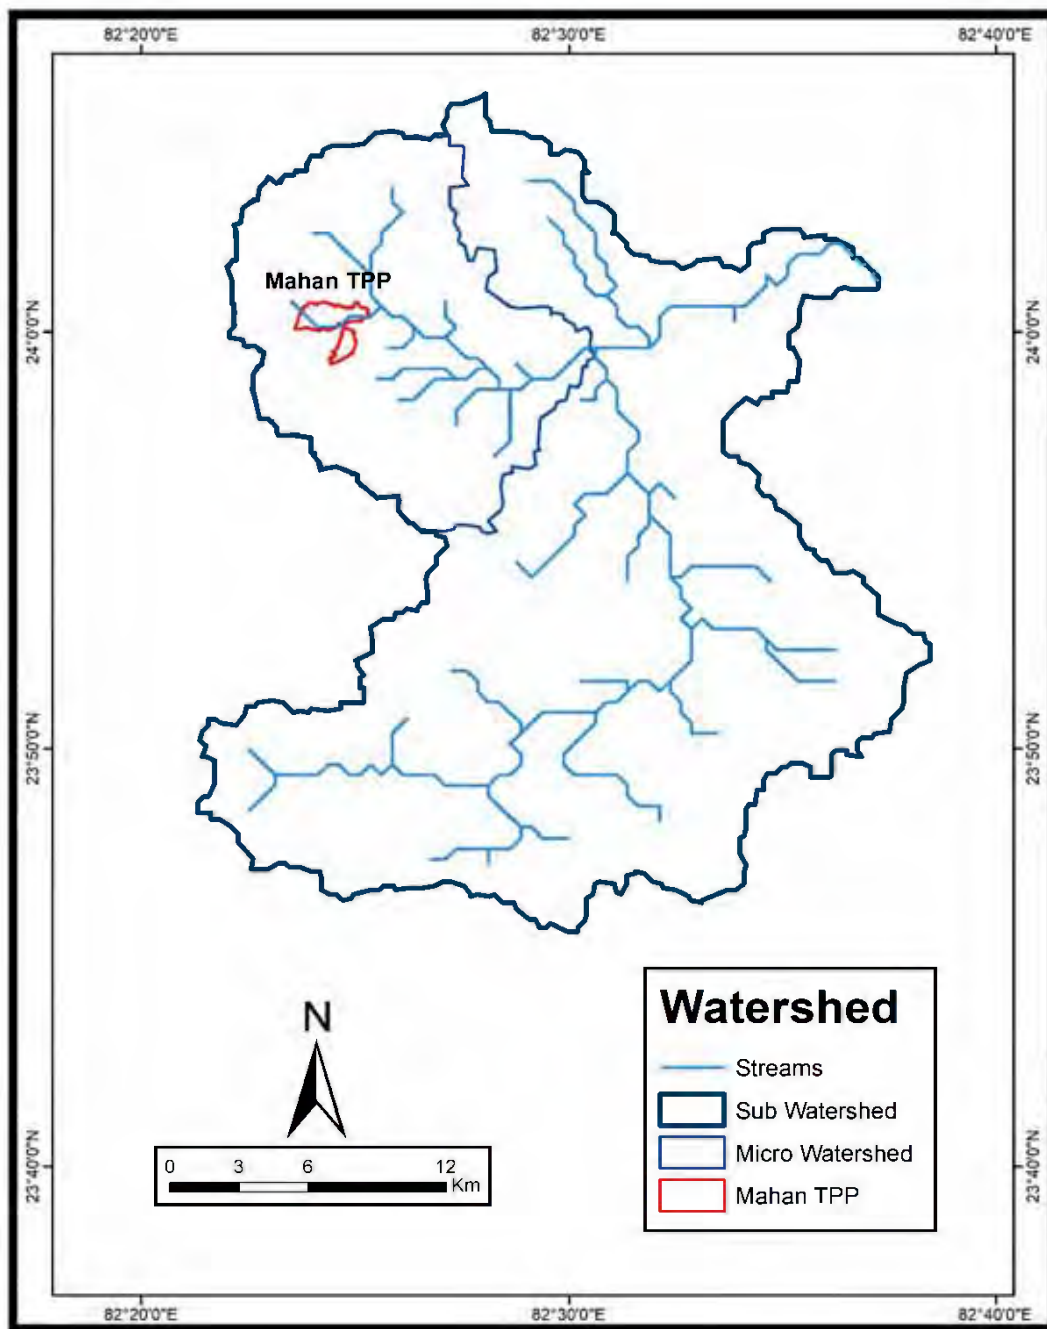 82°20'0"E 82°30'0"E 82°40'0"E
Mahan TPP
24°0'0"N 24°0'0"N
23°50'0"N 23°50'0"N
N
Watershed
Streams
Sub Watershed
Micro Watershed
Mahan TPP
0 3 6 12
Km
23°40'0"N 23°40'0"N
82°20'0"E 82°30'0"E 82°40'0"E